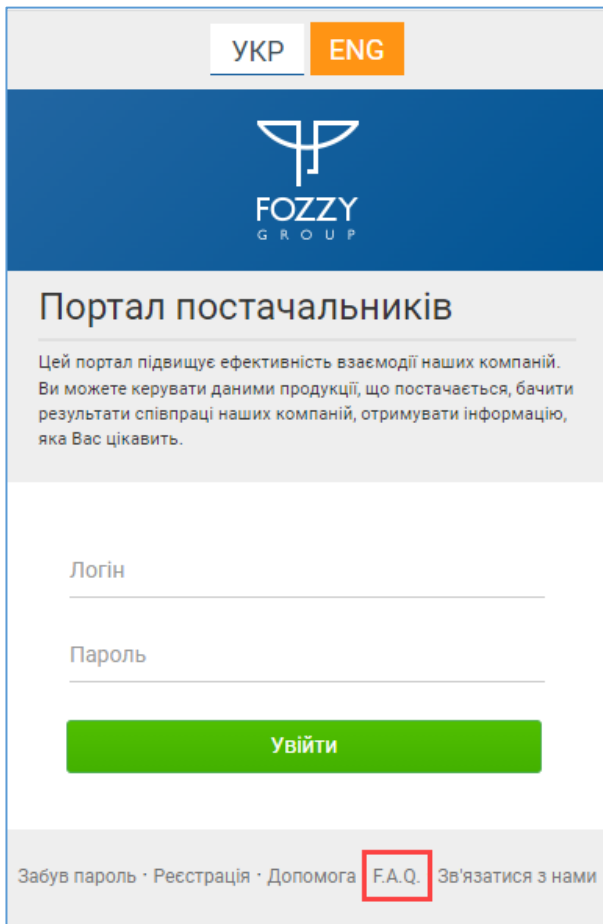 УКР ENG
FOZZY
GROUP
Портал постачальників
Цей портал підвищує ефективність взаємодії наших компаній.
Ви можете керувати даними продукції, що постачається, бачити
результати співпраці наших компаній, отримувати інформацію,
яка Вас цікавить.
Логін
Пароль
Увійти
Забув пароль · Реєстрація · Допомога F.A.Q. Зв'язатися з нами